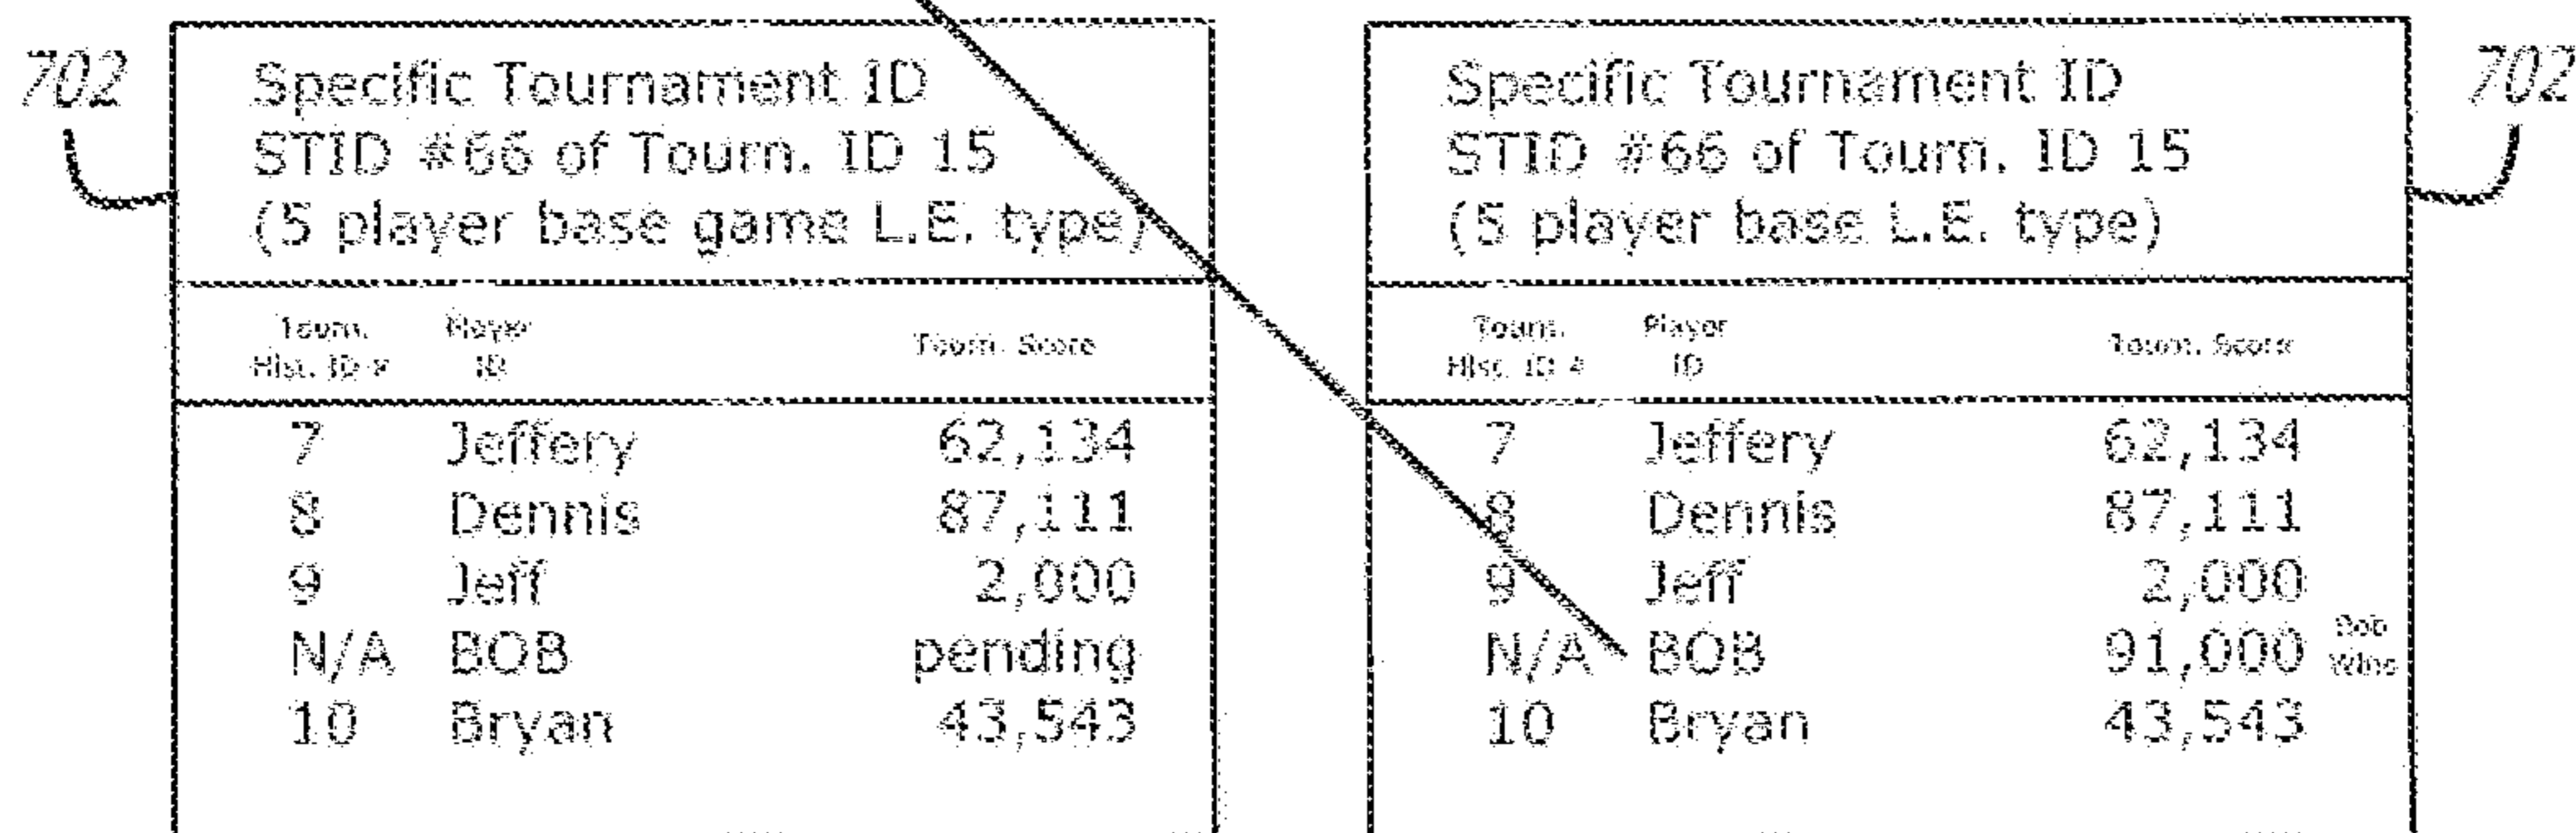 702
Specific Tournament ID
STID #66 of Tourn. ID 15
(5 player base game L.E. type)
Tourn. Player
Hist. ID # ID
Tourn. Score
7 Jeffery 62,134
8 Dennis 87,111
9 Jeff 2,000
N/A BOB pending
10 Bryan 43,543
702
Specific Tournament ID
STID #66 of Tourn. ID 15
(5 player base L.E. type)
Tourn. Player
Hist. ID # ID
Tourn. Score
7 Jeffery 62,134
8 Dennis 87,111
9 Jeff 2,000
N/A BOB 91,000 Bob
Wins
10 Bryan 43,543